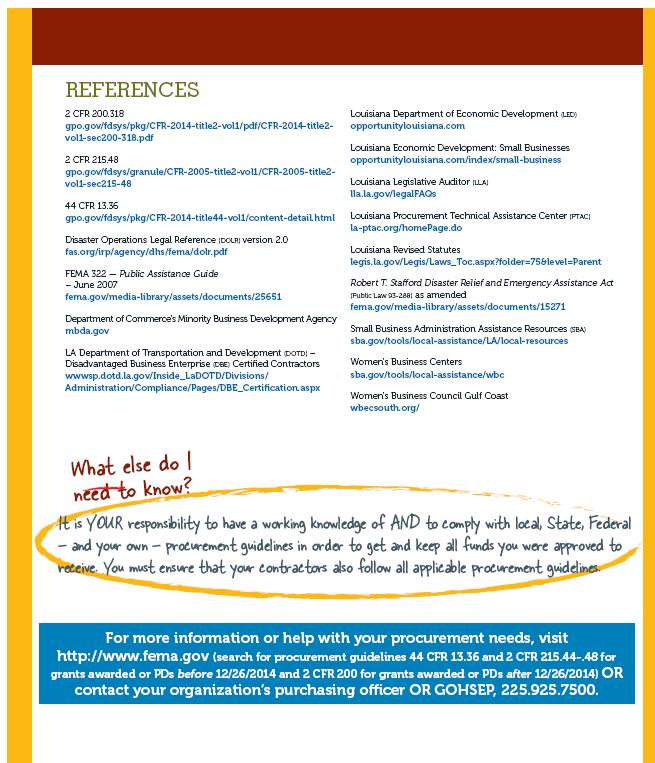 REFERENCES
2 CFR 200.318
gpo.gov/fdsys/pkg/CFR-2014-title2-vol1/pdf/CFR-2014-title2-
vol1-sec200-318.pdf
2 CFR 215.48
gpo.gov/fdsys/granule/CFR-2005-title2-vol1/CFR-2005-title2-
vol1-sec215-48
44 CFR 13.36
gpo.gov/fdsys/pkg/CFR-2014-title44-vol1/content-detail.html
Disaster Operations Legal Reference (DOLR) version 2.0
fas.org/irp/agency/dhs/fema/dolr.pdf
FEMA 322 — Public Assistance Guide
– June 2007
fema.gov/media-library/assets/documents/25651
Department of Commerce's Minority Business Development Agency
mbda.gov
LA Department of Transportation and Development (DOTD) –
Disadvantaged Business Enterprise (DBE) Certified Contractors
wwwsp.dotd.la.gov/Inside_LaDOTD/Divisions/
Administration/Compliance/Pages/DBE_Certification.aspx
Louisiana Department of Economic Development (LED)
opportunitylouisiana.com
Louisiana Economic Development: Small Businesses
opportunitylouisiana.com/index/small-business
Louisiana Legislative Auditor (LLA)
lla.la.gov/legalFAQs
Louisiana Procurement Technical Assistance Center (PTAC)
la-ptac.org/homePage.do
Louisiana Revised Statutes
legis.la.gov/Legis/Laws_Toc.aspx?folder=75&level=Parent
Robert T. Stafford Disaster Relief and Emergency Assistance Act
(Public Law 93-288) as amended
fema.gov/media-library/assets/documents/15271
Small Business Administration Assistance Resources (SBA)
sba.gov/tools/local-assistance/LA/local-resources
Women's Business Centers
sba.gov/tools/local-assistance/wbc
Women's Business Council Gulf Coast
wbecsouth.org/
What else do I
need to know?
It is YOUR responsibility to have a working knowledge of AND to comply with local, State, Federal
– and your own – procurement guidelines in order to get and keep all funds you were approved to
receive. You must ensure that your contractors also follow all applicable procurement guidelines.
For more information or help with your procurement needs, visit
http://www.fema.gov (search for procurement guidelines 44 CFR 13.36 and 2 CFR 215.44-.48 for
grants awarded or PDs before 12/26/2014 and 2 CFR 200 for grants awarded or PDs after 12/26/2014) OR
contact your organization's purchasing officer OR GOHSEP, 225.925.7500.